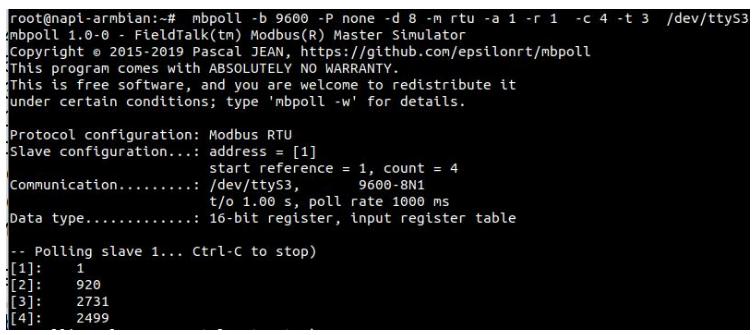 root@napi-armbian:~#  mbpoll -b 9600 -P none -d 8 -m rtu -a 1 -r 1  -c 4 -t 3  /dev/ttyS3
mbpoll 1.0-0 - FieldTalk(tm) Modbus(R) Master Simulator
Copyright © 2015-2019 Pascal JEAN, https://github.com/epsilonrt/mbpoll
This program comes with ABSOLUTELY NO WARRANTY.
This is free software, and you are welcome to redistribute it
under certain conditions; type 'mbpoll -w' for details.
Protocol configuration: Modbus RTU
Slave configuration...: address = [1]
start reference = 1, count = 4
Communication.........: /dev/ttyS3,       9600-8N1
t/o 1.00 s, poll rate 1000 ms
Data type.............: 16-bit register, input register table
-- Polling slave 1... Ctrl-C to stop)
[1]:    1
[2]:    920
[3]:    2731
[4]:    2499